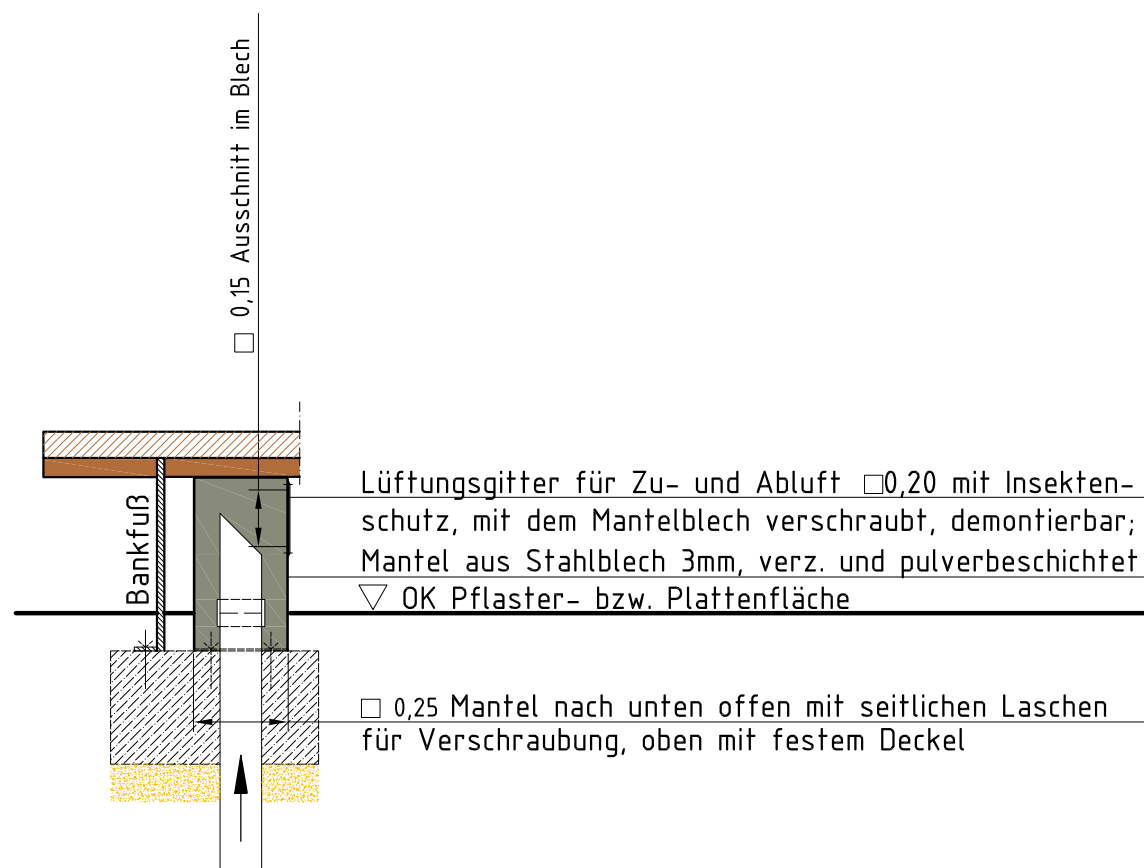 □ 0,15 Ausschnitt im Blech
Bankfuß
Lüftungsgitter für Zu- und Abluft □0,20 mit Insekten-
schutz, mit dem Mantelblech verschraubt, demontierbar;
Mantel aus Stahlblech 3mm, verz. und pulverbeschichtet
▽ OK Pflaster- bzw. Plattenfläche
□ 0,25 Mantel nach unten offen mit seitlichen Laschen
für Verschraubung, oben mit festem Deckel